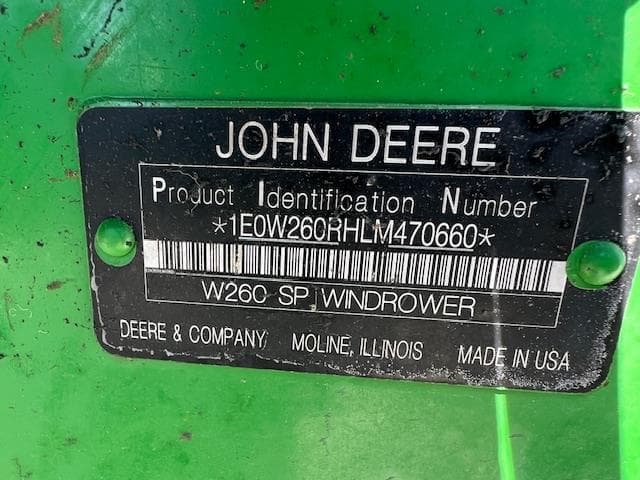 JOHN DEERE
Product Identification Number
*1E0W260RHLM470660*
W260 SP WINDROWER
DEERE & COMPANY, MOLINE, ILLINOIS MADE IN USA